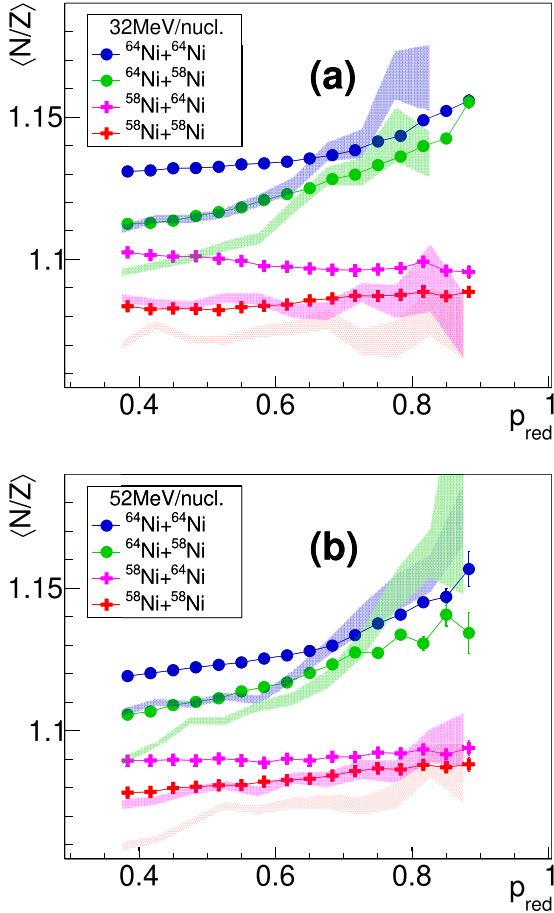 ⟨N/Z⟩
32MeV/nucl.
⁶⁴Ni+⁶⁴Ni
⁶⁴Ni+⁵⁸Ni
⁵⁸Ni+⁶⁴Ni
⁵⁸Ni+⁵⁸Ni
(a)
1.15
1.1
0.4 0.6 0.8 1
p_red
⟨N/Z⟩
52MeV/nucl.
⁶⁴Ni+⁶⁴Ni
⁶⁴Ni+⁵⁸Ni
⁵⁸Ni+⁶⁴Ni
⁵⁸Ni+⁵⁸Ni
(b)
1.15
1.1
0.4 0.6 0.8 1
p_red